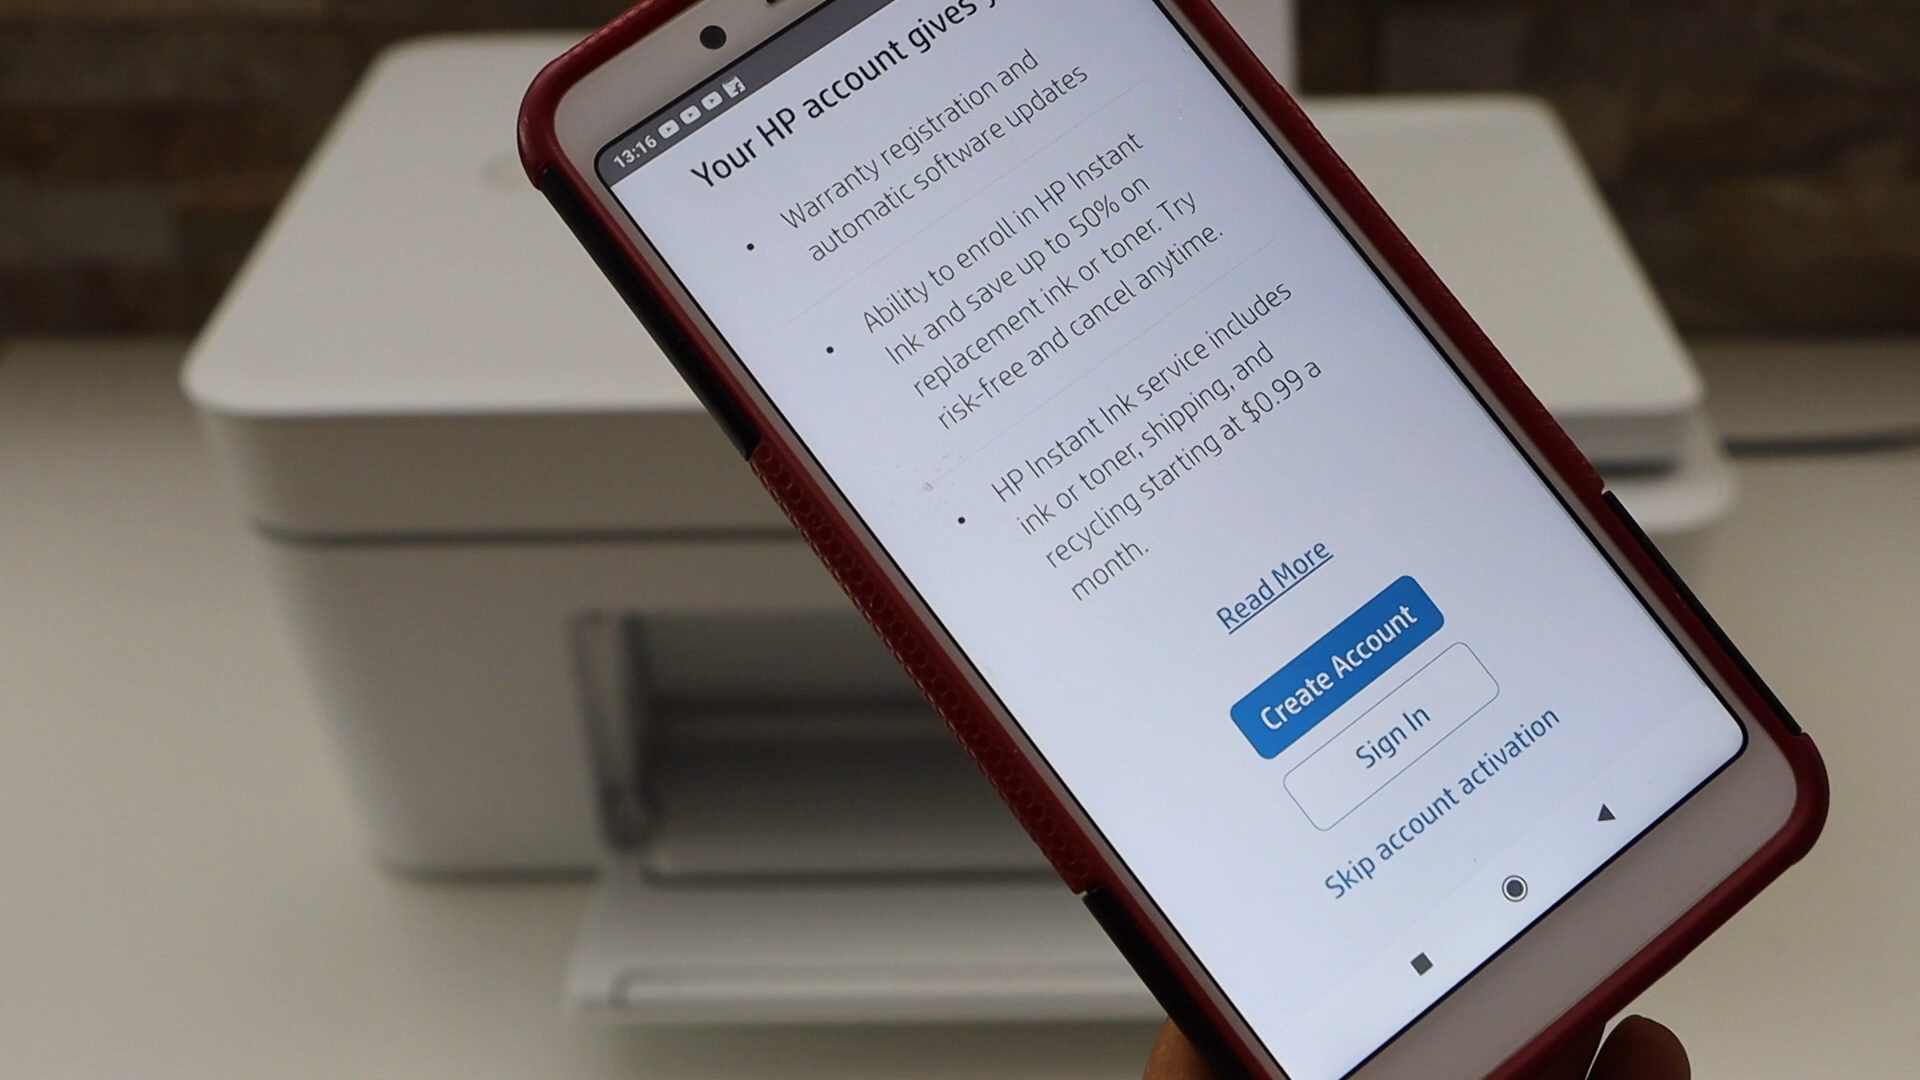 13:16
Your HP account gives
Warranty registration and
automatic software updates
Ability to enroll in HP Instant
Ink and save up to 50% on
replacement ink or toner. Try
risk-free and cancel anytime.
HP Instant Ink service includes
ink or toner, shipping, and
recycling starting at $0.99 a
month.
Read More
Create Account
Sign In
Skip account activation